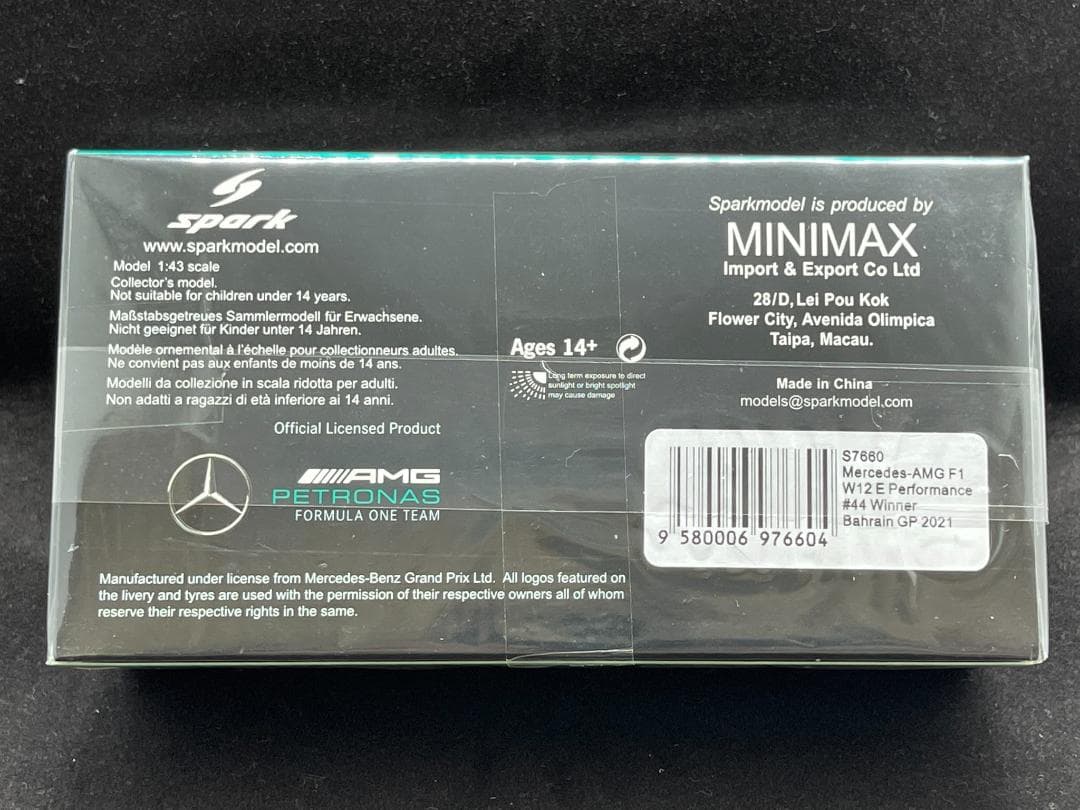 spark
www.sparkmodel.com
Model 1:43 scale
Collector's model.
Not suitable for children under 14 years.
Maßstabsgetreues Sammlermodell für Erwachsene.
Nicht geeignet für Kinder unter 14 Jahren.
Modèle ornemental à l'échelle pour collectionneurs adultes.
Ne convient pas aux enfants de moins de 14 ans.
Modelli da collezione in scala ridotta per adulti.
Non adatti a ragazzi di età inferiore ai 14 anni.
Official Licensed Product
AMG
PETRONAS
FORMULA ONE TEAM
Manufactured under license from Mercedes-Benz Grand Prix Ltd. All logos featured on
the livery and tyres are used with the permission of their respective owners all of whom
reserve their respective rights in the same.
Ages 14+
Long term exposure to direct
sunlight or bright spotlight
may cause damage
Sparkmodel is produced by
MINIMAX
Import & Export Co Ltd
28/D, Lei Pou Kok
Flower City, Avenida Olimpica
Taipa, Macau.
Made in China
models@sparkmodel.com
S7660
Mercedes-AMG F1
W12 E Performance
#44 Winner
Bahrain GP 2021
9 580006 976604